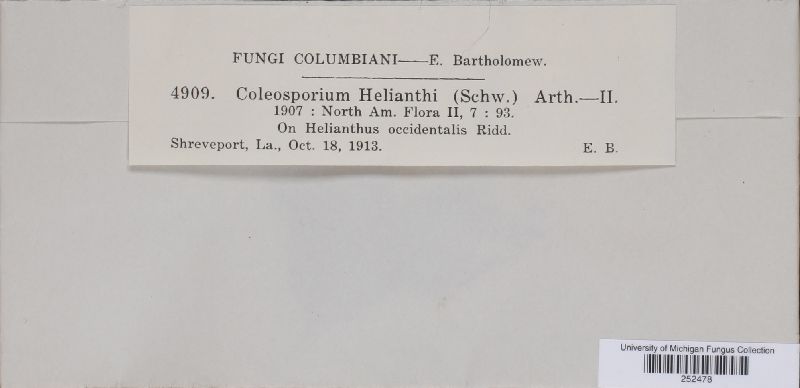 FUNGI COLUMBIANI—E. Bartholomew.
4909. Coleosporium Helianthi (Schw.) Arth.—II.
1907 : North Am. Flora II, 7 : 93.
On Helianthus occidentalis Ridd.
Shreveport, La., Oct. 18, 1913. E. B.
University of Michigan Fungus Collection
252478